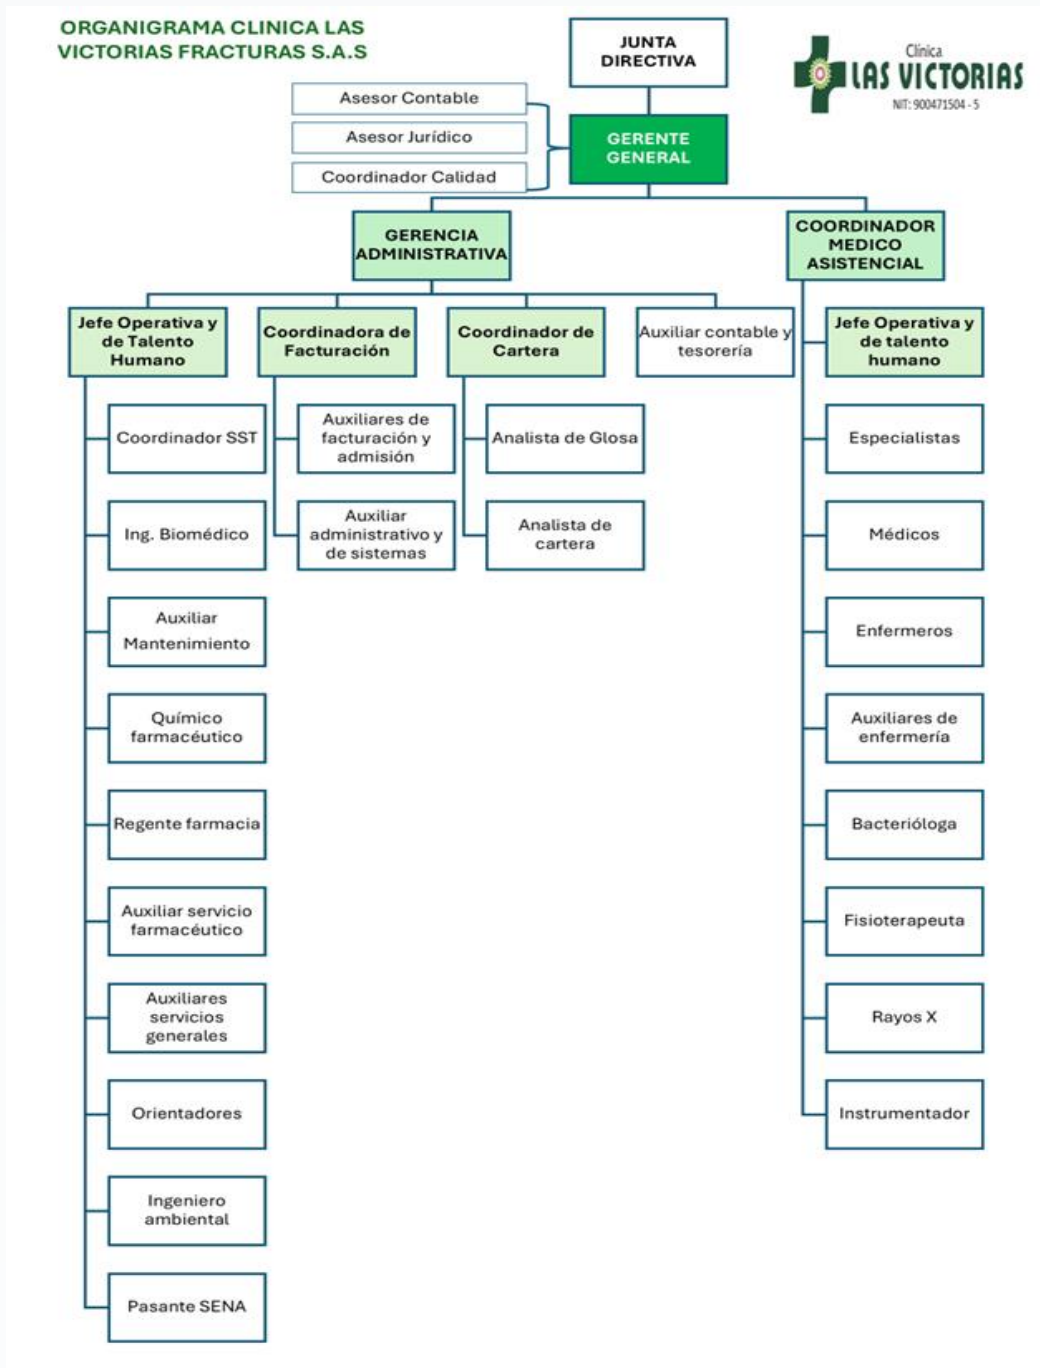 ORGANIGRAMA CLINICA LAS
VICTORIAS FRACTURAS S.A.S
JUNTA
DIRECTIVA
Clínica
LAS VICTORIAS
NIT: 900471504 - 5
Asesor Contable
Asesor Jurídico
Coordinador Calidad
GERENTE
GENERAL
GERENCIA
ADMINISTRATIVA
COORDINADOR
MEDICO
ASISTENCIAL
Jefe Operativa y
de Talento
Humano
Coordinadora de
Facturación
Coordinador de
Cartera
Auxiliar contable y
tesorería
Jefe Operativa y
de talento
humano
Coordinador SST
Auxiliares de
facturación y
admisión
Analista de Glosa
Especialistas
Ing. Biomédico
Auxiliar
administrativo y
de sistemas
Analista de
cartera
Médicos
Auxiliar
Mantenimiento
Enfermeros
Químico
farmacéutico
Auxiliares de
enfermería
Regente farmacia
Bacterióloga
Auxiliar servicio
farmacéutico
Fisioterapeuta
Auxiliares
servicios
generales
Rayos X
Orientadores
Instrumentador
Ingeniero
ambiental
Pasante SENA